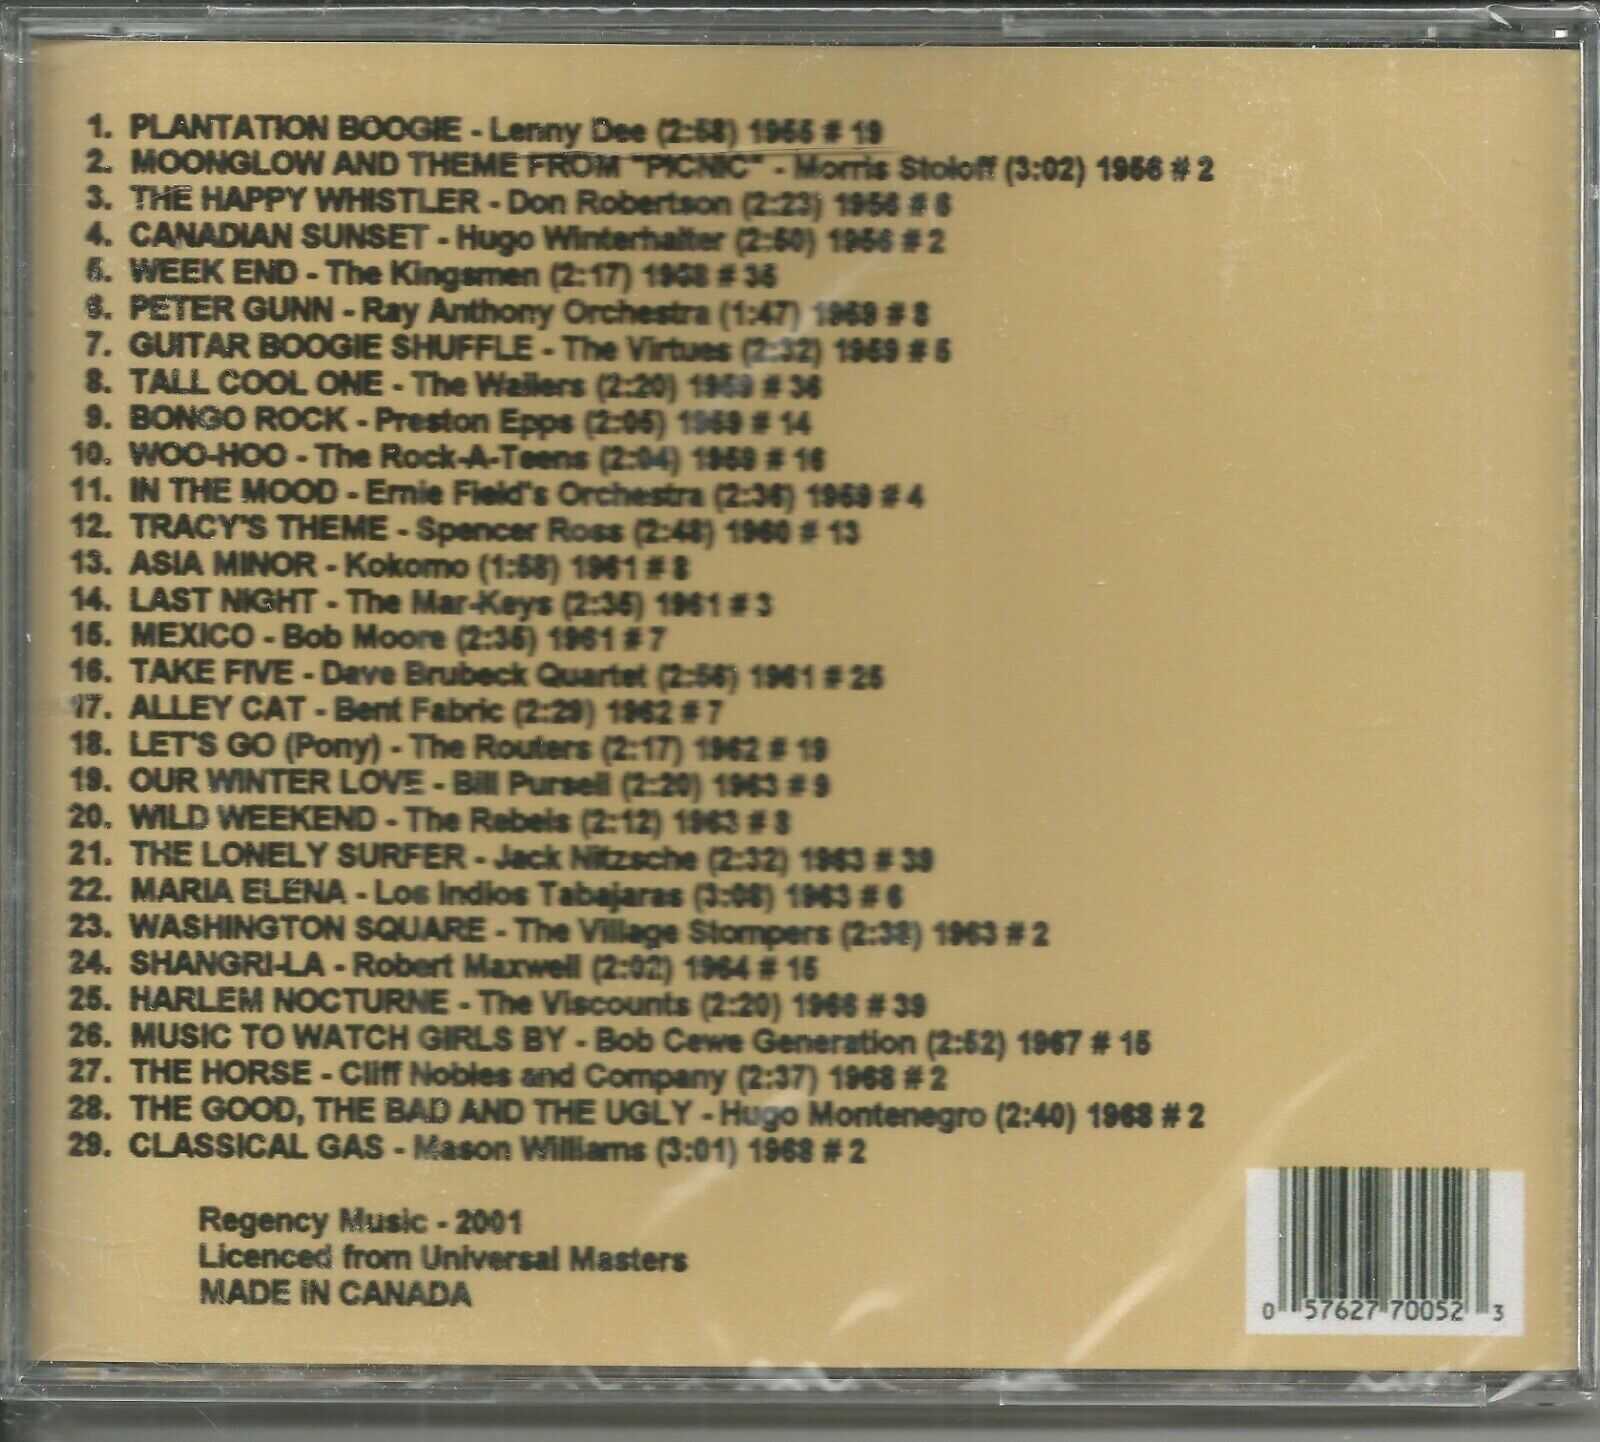 1. PLANTATION BOOGIE - Lenny Dee (2:58) 1955 # 19
2. MOONGLOW AND THEME FROM "PICNIC" - Morris Stoloff (3:02) 1956 # 2
3. THE HAPPY WHISTLER - Don Robertson (2:23) 1956 # 6
4. CANADIAN SUNSET - Hugo Winterhalter (2:50) 1956 # 2
5. WEEK END - The Kingsmen (2:17) 1958 # 35
6. PETER GUNN - Ray Anthony Orchestra (1:47) 1959 # 8
7. GUITAR BOOGIE SHUFFLE - The Virtues (2:32) 1959 # 5
8. TALL COOL ONE - The Wailers (2:20) 1959 # 36
9. BONGO ROCK - Preston Epps (2:05) 1959 # 14
10. WOO-HOO - The Rock-A-Teens (2:04) 1959 # 16
11. IN THE MOOD - Ernie Field's Orchestra (2:36) 1959 # 4
12. TRACY'S THEME - Spencer Ross (2:48) 1960 # 13
13. ASIA MINOR - Kokomo (1:58) 1961 # 8
14. LAST NIGHT - The Mar-Keys (2:35) 1961 # 3
15. MEXICO - Bob Moore (2:35) 1961 # 7
16. TAKE FIVE - Dave Brubeck Quartet (2:56) 1961 # 25
17. ALLEY CAT - Bent Fabric (2:29) 1962 # 7
18. LET'S GO (Pony) - The Routers (2:17) 1962 # 19
19. OUR WINTER LOVE - Bill Pursell (2:20) 1963 # 9
20. WILD WEEKEND - The Rebels (2:12) 1963 # 8
21. THE LONELY SURFER - Jack Nitzsche (2:32) 1963 # 39
22. MARIA ELENA - Los Indios Tabajaras (3:08) 1963 # 6
23. WASHINGTON SQUARE - The Village Stompers (2:38) 1963 # 2
24. SHANGRI-LA - Robert Maxwell (2:02) 1964 # 15
25. HARLEM NOCTURNE - The Viscounts (2:20) 1966 # 39
26. MUSIC TO WATCH GIRLS BY - Bob Cewe Generation (2:52) 1967 # 15
27. THE HORSE - Cliff Nobles and Company (2:37) 1968 # 2
28. THE GOOD, THE BAD AND THE UGLY - Hugo Montenegro (2:40) 1968 # 2
29. CLASSICAL GAS - Mason Williams (3:01) 1968 # 2
Regency Music - 2001
Licenced from Universal Masters
MADE IN CANADA
0 57627 70052 3